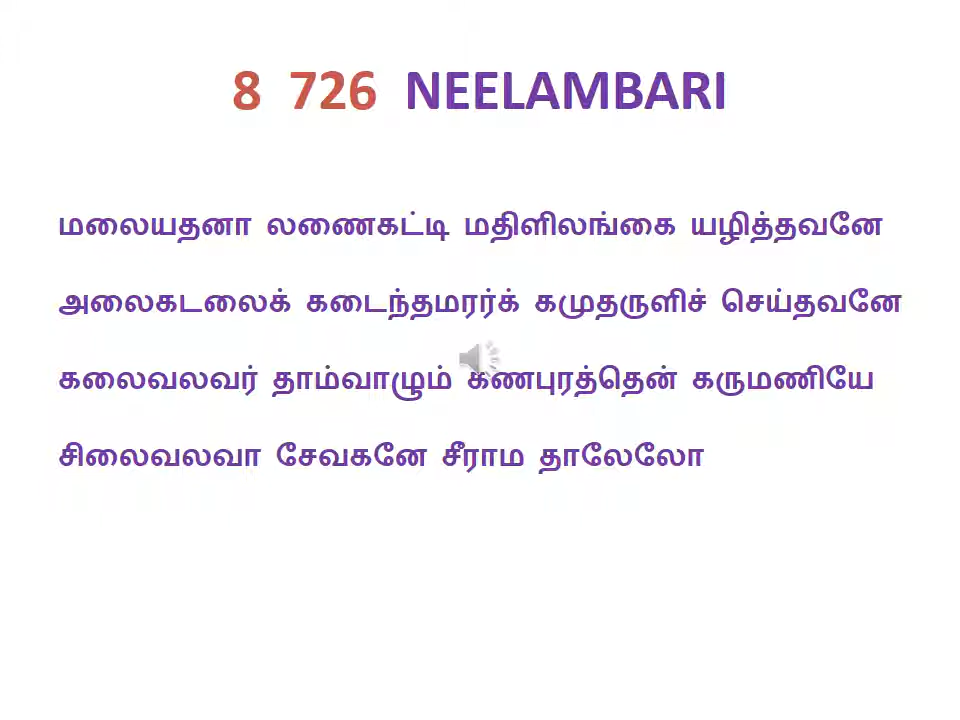 8 726 NEELAMBARI
மலையதனா லணைகட்டி மதிளிலங்கை யழித்தவனே
அலைகடலைக் கடைந்தமரர்க் கமுதருளிச் செய்தவனே
கலைவலவர் தாம்வாழும் கணபுரத்தென் கருமணியே
சிலைவலவா சேவகனே சீராம தாலேலோ